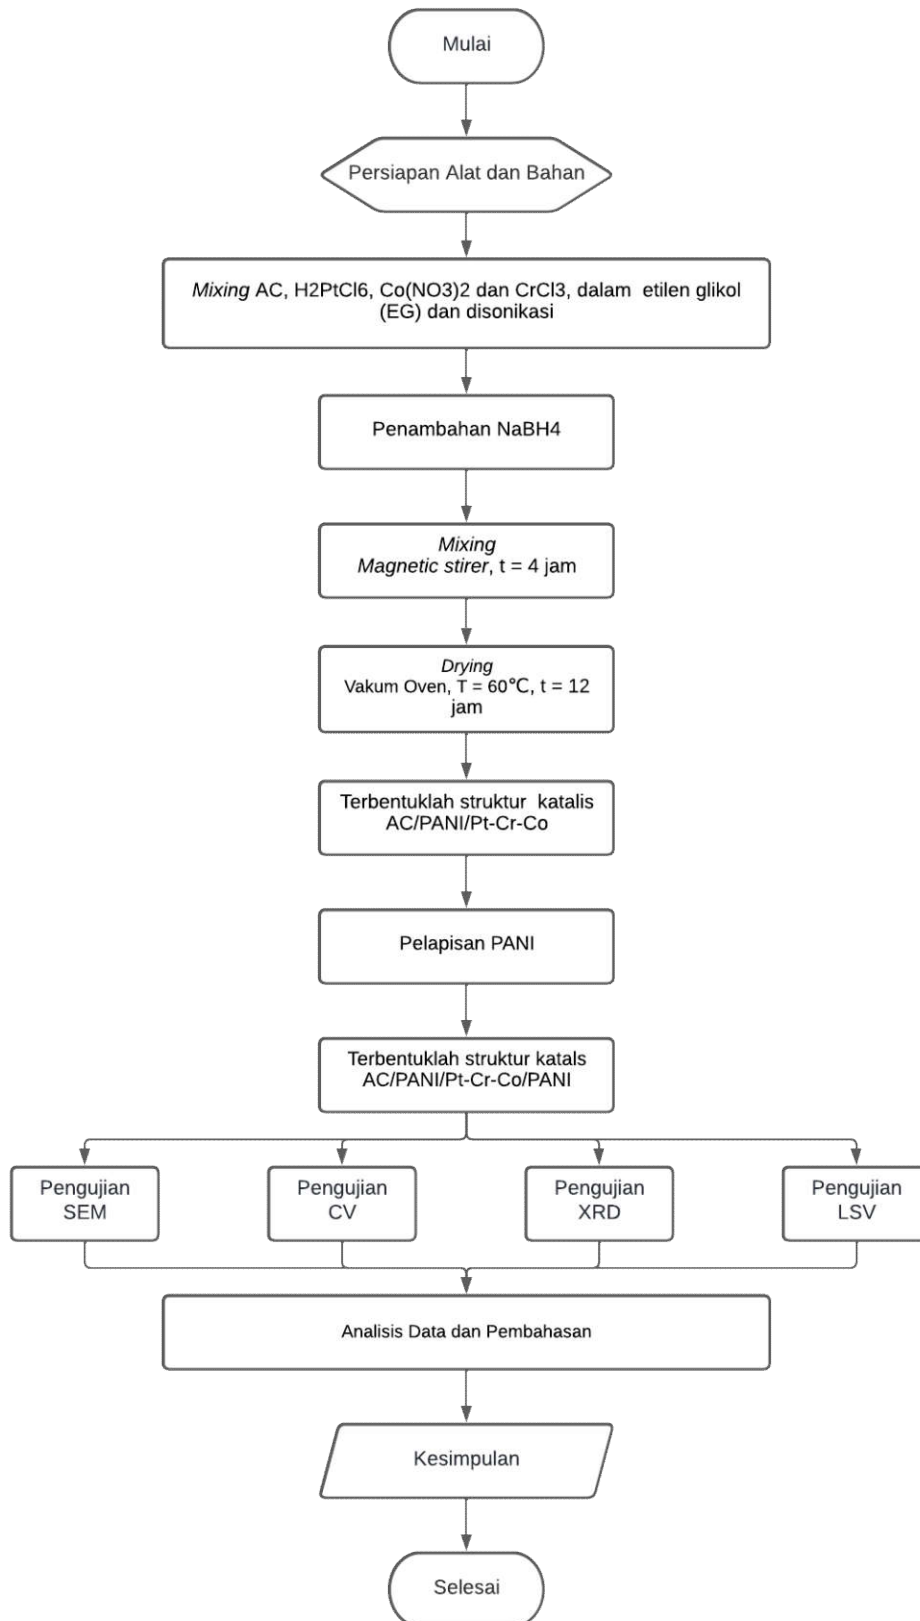 Mulai
Persiapan Alat dan Bahan
Mixing AC, H2PtCl6, Co(NO3)2 dan CrCl3, dalam etilen glikol
(EG) dan disonikasi
Penambahan NaBH4
Mixing
Magnetic stirer, t = 4 jam
Drying
Vakum Oven, T = 60℃, t = 12
jam
Terbentuklah struktur katalis
AC/PANI/Pt-Cr-Co
Pelapisan PANI
Terbentuklah struktur katals
AC/PANI/Pt-Cr-Co/PANI
Pengujian
SEM
Pengujian
CV
Pengujian
XRD
Pengujian
LSV
Analisis Data dan Pembahasan
Kesimpulan
Selesai